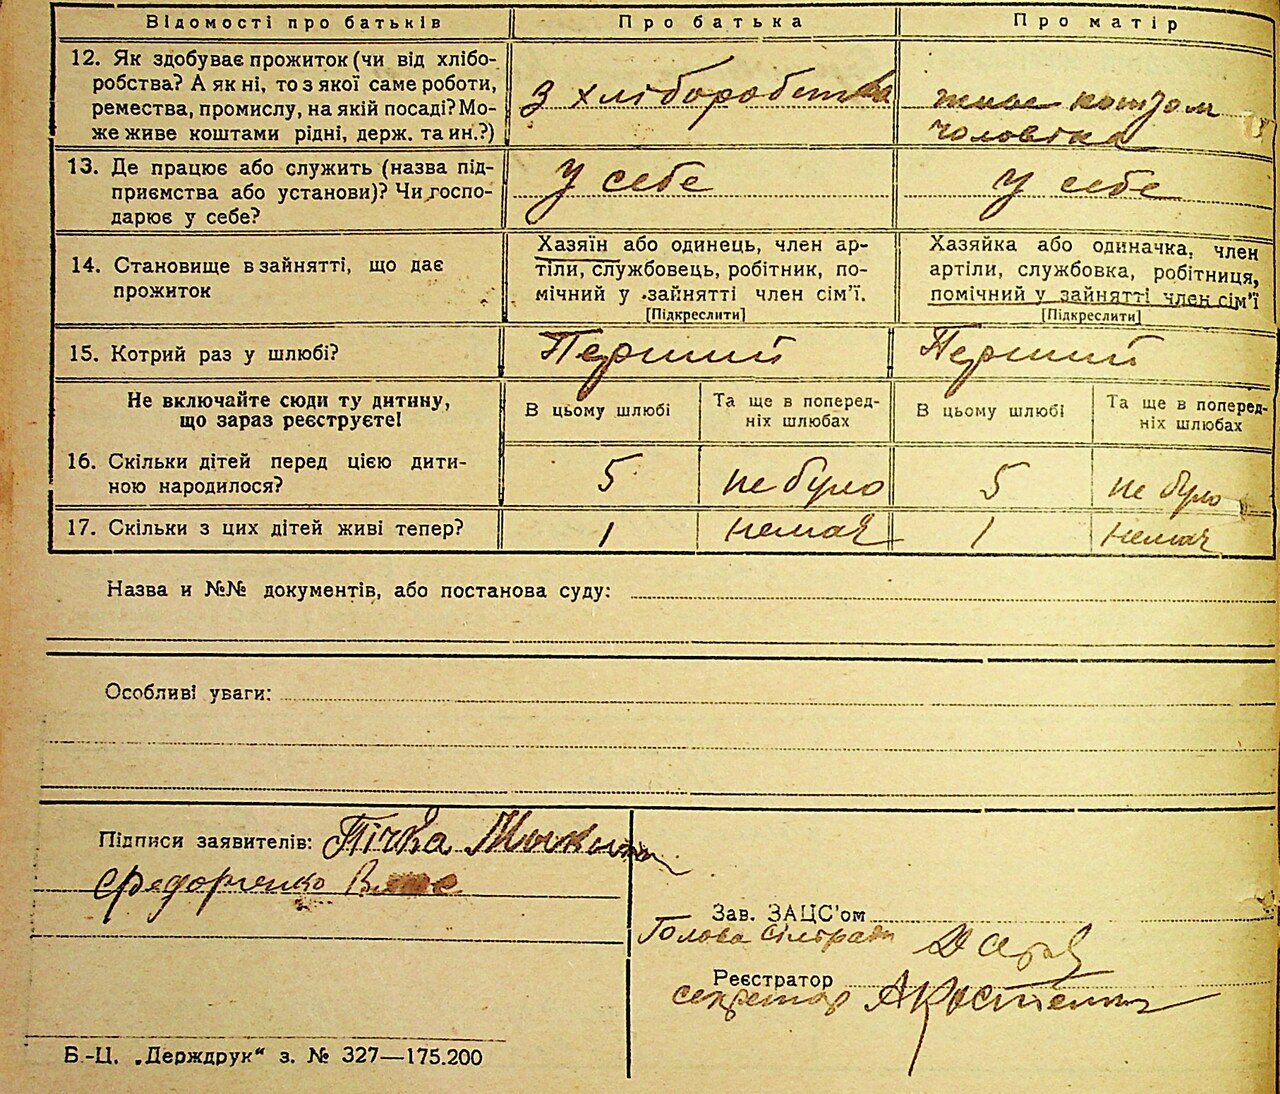 Відомості про батьків Про батька Про матір
12. Як здобуває прожиток (чи від хлібо-
робства? А як ні, то з якої саме роботи,
ремества, промислу, на якій посаді? Мо-
же живе коштами рідні, держ. та ин.?)
З хліборобства
живе коштом
чоловіка
13. Де працює або служить (назва під-
приємства або установи)? Чи госпо-
дарює у себе?
У себе
У себе
14. Становище в зайнятті, що дає
прожиток
Хазяїн або одинець, член ар-
тіли, службовець, робітник, по-
мічний у зайнятті член сім'ї.
[Підкреслити]
Хазяйка або одиначка, член
артіли, службовка, робітниця,
помічний у зайнятті член сім'ї
[Підкреслити]
15. Котрий раз у шлюбі? Перший Перший
Не включайте сюди ту дитину,
що зараз реєструєте!
В цьому шлюбі
Та ще в поперед-
ніх шлюбах
В цьому шлюбі
Та ще в поперед-
ніх шлюбах
16. Скільки дітей перед цією дити-
ною народилося?
5 не було 5 не було
17. Скільки з цих дітей живі тепер? 1 немає 1 немає
Назва и №№ документів, або постанова суду:
Особливі уваги:
Підписи заявителів: Пічка Мыкита
Федорченко
Зав. ЗАЦС'ом
Голова сільради
Реєстратор
секретар А Костенко
Б.-Ц. „Держдрук“ з. № 327—175.200